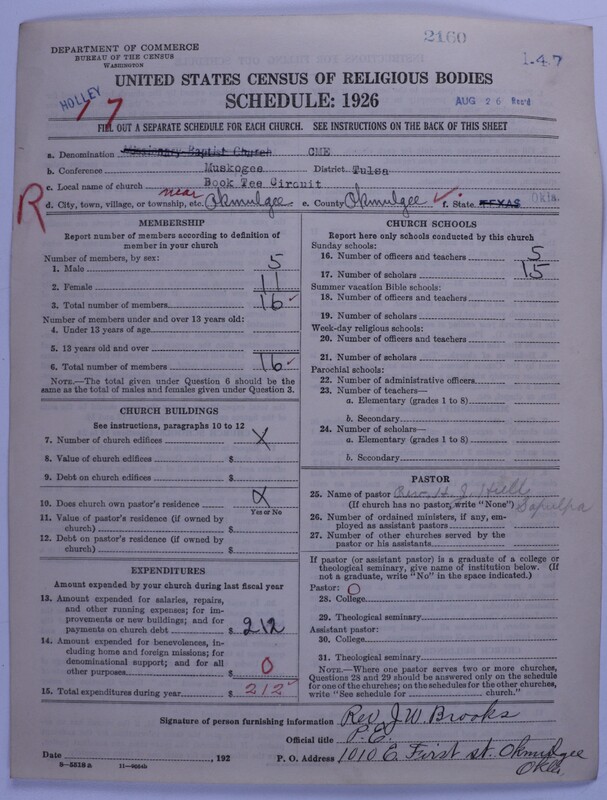 2160
DEPARTMENT OF COMMERCE
BUREAU OF THE CENSUS
WASHINGTON
1-47
UNITED STATES CENSUS OF RELIGIOUS BODIES
HOLLEY
17
SCHEDULE: 1926
AUG 26 Rec'd
FILL OUT A SEPARATE SCHEDULE FOR EACH CHURCH. SEE INSTRUCTIONS ON THE BACK OF THIS SHEET
a. Denomination Missionary Baptist Church CME
b. Conference Muskogee District Tulsa
c. Local name of church Book Tee Circuit
R
d. City, town, village, or township, etc. near Okmulgee e. County Okmulgee ✓ f. State TEXAS Okla.
MEMBERSHIP
Report number of members according to definition of
member in your church
Number of members, by sex:
1. Male 5
2. Female 11
3. Total number of members 16 ✓
Number of members under and over 13 years old:
4. Under 13 years of age
5. 13 years old and over
6. Total number of members 16 ✓
NOTE.—The total given under Question 6 should be
same as the total of males and females given under Question 3.
CHURCH BUILDINGS
See instructions, paragraphs 10 to 12
7. Number of church edifices X
8. Value of church edifices $
9. Debt on church edifices $
10. Does church own pastor's residence X
Yes or No
11. Value of pastor's residence (if owned by
church) $
12. Debt on pastor's residence (if owned by
church) $
EXPENDITURES
Amount expended by your church during last fiscal year
13. Amount expended for salaries, repairs,
and other running expenses; for im-
provements or new buildings; and for
payments on church debt $ 212
14. Amount expended for benevolences, in-
cluding home and foreign missions; for
denominational support; and for all
other purposes $ 0
15. Total expenditures during year $ 212
CHURCH SCHOOLS
Report here only schools conducted by this church
Sunday schools:
16. Number of officers and teachers 5
17. Number of scholars 15
Summer vacation Bible schools:
18. Number of officers and teachers
19. Number of scholars
Week-day religious schools:
20. Number of officers and teachers
21. Number of scholars
Parochial schools:
22. Number of administrative officers
23. Number of teachers—
a. Elementary (grades 1 to 8)
b. Secondary
24. Number of scholars—
a. Elementary (grades 1 to 8)
b. Secondary
PASTOR
25. Name of pastor Rev. H. J. Hull
(If church has no pastor, write "None") Sapulpa
26. Number of ordained ministers, if any, em-
ployed as assistant pastors
27. Number of other churches served by the
pastor or his assistants
If pastor (or assistant pastor) is a graduate of a college or
theological seminary, give name of institution below. (If
not a graduate, write "No" in the space indicated.)
Pastor: 0
28. College
29. Theological seminary
Assistant pastor:
30. College
31. Theological seminary
NOTE.—Where one pastor serves two or more churches,
Questions 28 and 29 should be answered only on the schedule
for one of the churches; on the schedules for the other churches,
write "See schedule for church."
Signature of person furnishing information Rev J. W. Brooks
Official title P.E.
Date , 192 P. O. Address 1010 E. First st. Okmulgee
Okla.